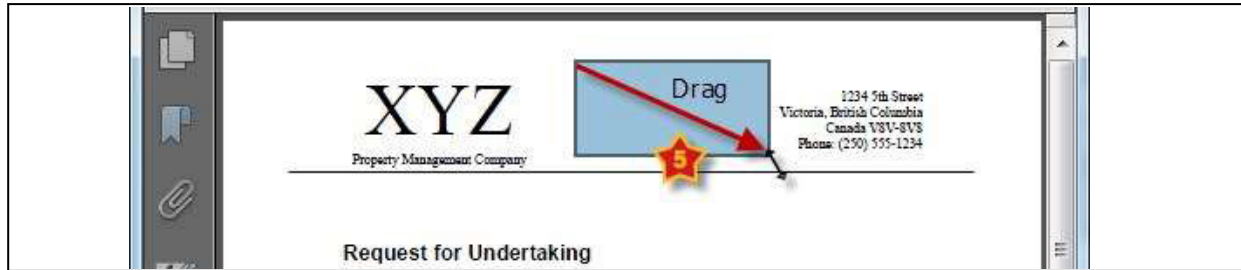 XYZ
Property Management Company
Drag
5
1234 5th Street
Victoria, British Columbia
Canada V8V-8V8
Phone: (250) 555-1234
Request for Undertaking